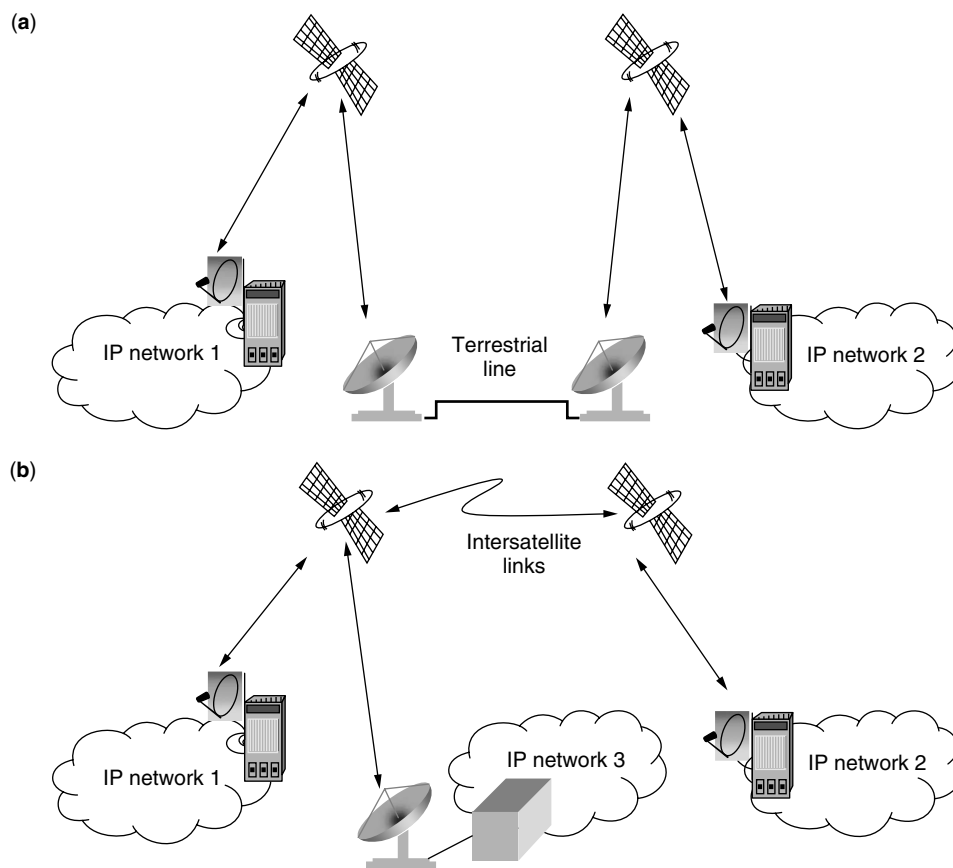 (a)
IP network 1
Terrestrial
line
IP network 2
(b)
Intersatellite
links
IP network 1
IP network 3
IP network 2